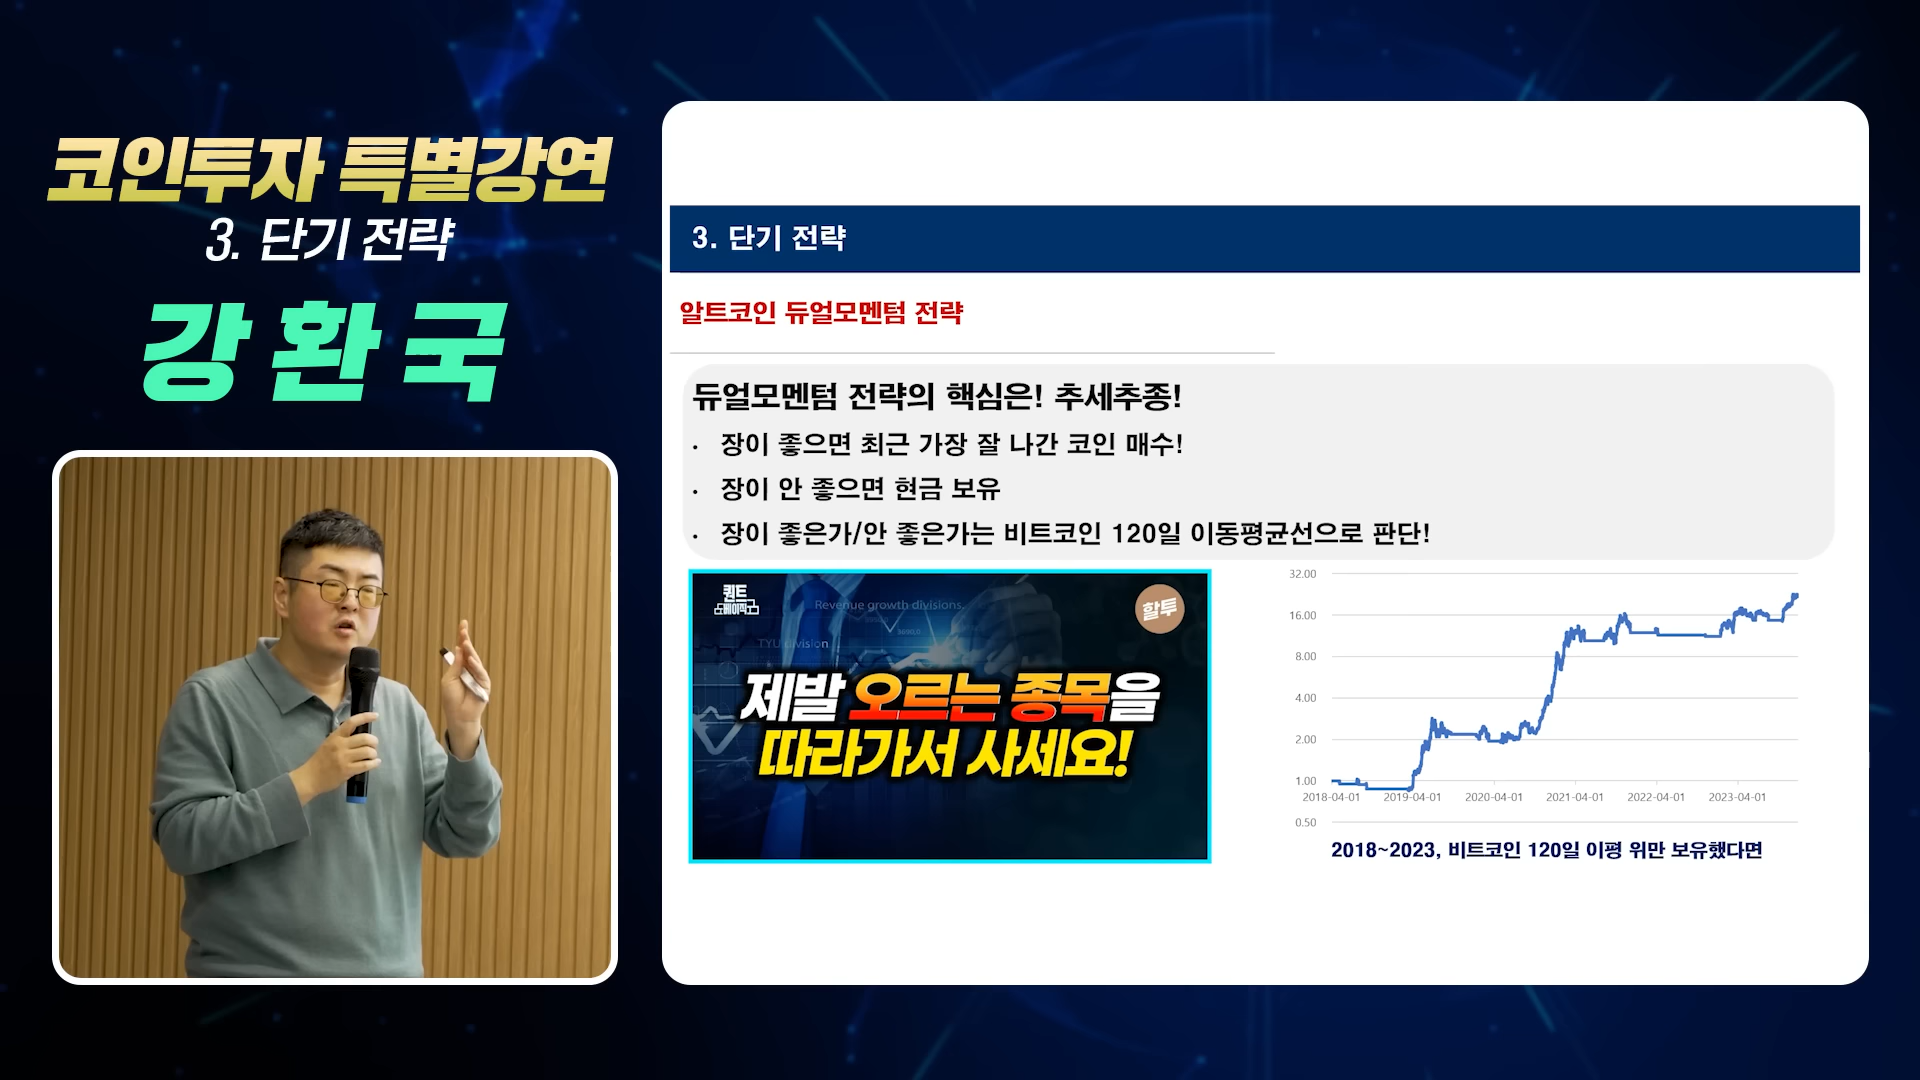 코인투자 특별강연
3. 단기 전략
강환국
3. 단기 전략
알트코인 듀얼모멘텀 전략
듀얼모멘텀 전략의 핵심은! 추세추종!
· 장이 좋으면 최근 가장 잘 나간 코인 매수!
· 장이 안 좋으면 현금 보유
· 장이 좋은가/안 좋은가는 비트코인 120일 이동평균선으로 판단!
퀀트
베이직
Revenue growth divisions.
할투
TYU division
제발 오르는 종목을
따라가서 사세요!
32.00
16.00
8.00
4.00
2.00
1.00
2018-04-01 2019-04-01 2020-04-01 2021-04-01 2022-04-01 2023-04-01
0.50
2018~2023, 비트코인 120일 이평 위만 보유했다면